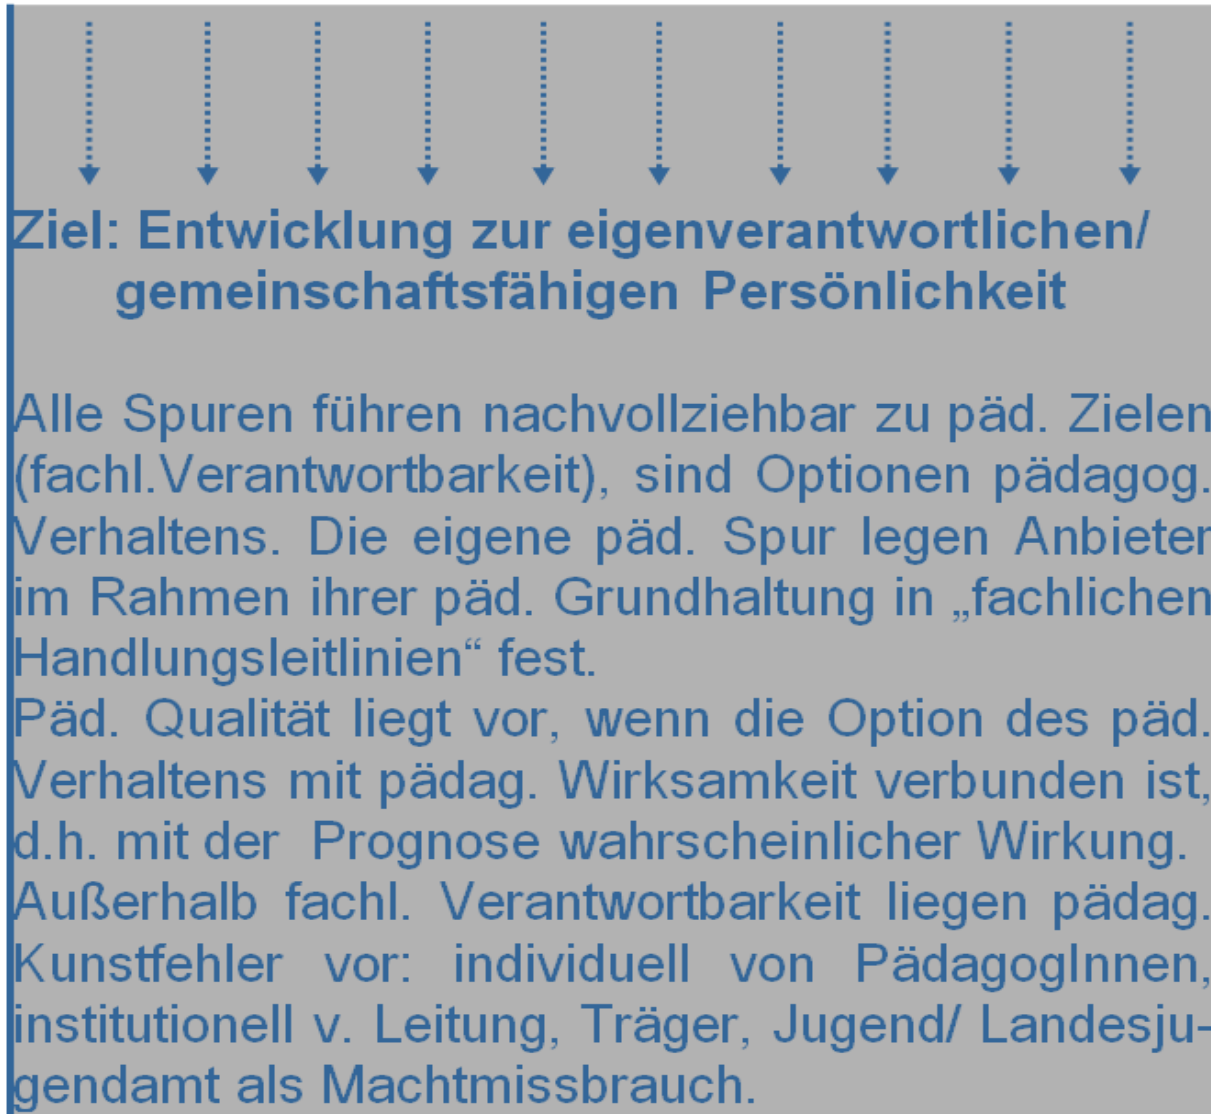 Ziel: Entwicklung zur eigenverantwortlichen/
gemeinschaftsfähigen Persönlichkeit
Alle Spuren führen nachvollziehbar zu päd. Zielen
(fachl.Verantwortbarkeit), sind Optionen pädagog.
Verhaltens. Die eigene päd. Spur legen Anbieter
im Rahmen ihrer päd. Grundhaltung in „fachlichen
Handlungsleitlinien“ fest.
Päd. Qualität liegt vor, wenn die Option des päd.
Verhaltens mit pädag. Wirksamkeit verbunden ist,
d.h. mit der Prognose wahrscheinlicher Wirkung.
Außerhalb fachl. Verantwortbarkeit liegen pädag.
Kunstfehler vor: individuell von PädagogInnen,
institutionell v. Leitung, Träger, Jugend/ Landesju-
gendamt als Machtmissbrauch.